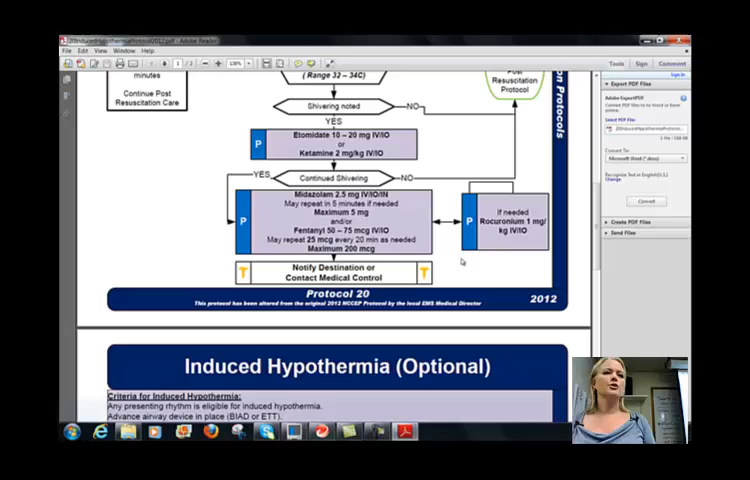 20InducedHypothermiaProtocol2012.pdf - Adobe Reader
File Edit View Window Help
1 / 2
Tools Sign Comment
Sign In
minutes
Continue Post
Resuscitation Care
( Range 32 – 34C)
Post
Resuscitation
Protocol
on Protocols
Shivering noted
NO
YES
P
Etomidate 10 – 20 mg IV/IO
or
Ketamine 2 mg/kg IV/IO
YES
Continued Shivering
NO
P
Midazolam 2.5 mg IV/IO/IN
May repeat in 5 minutes if needed
Maximum 5 mg
and/or
Fentanyl 50 – 75 mcg IV/IO
May repeat 25 mcg every 20 min as needed
Maximum 200 mcg
P
If needed
Rocuronium 1 mg/
kg IV/IO
Notify Destination or
Contact Medical Control
Protocol 20
This protocol has been altered from the original 2012 NCCEP Protocol by the local EMS Medical Director
2012
Induced Hypothermia (Optional)
Criteria for Induced Hypothermia:
Any presenting rhythm is eligible for induced hypothermia.
Advance airway device in place (BIAD or ETT).
Export PDF Files
Adobe ExportPDF
Convert PDF files to Word or Excel
online.
Select PDF File:
20InducedHypothermiaProtocol...
Convert To:
Microsoft Word (*.docx)
Recognize Text in English(U.S.)
Change
Convert
Create PDF Files
Send Files